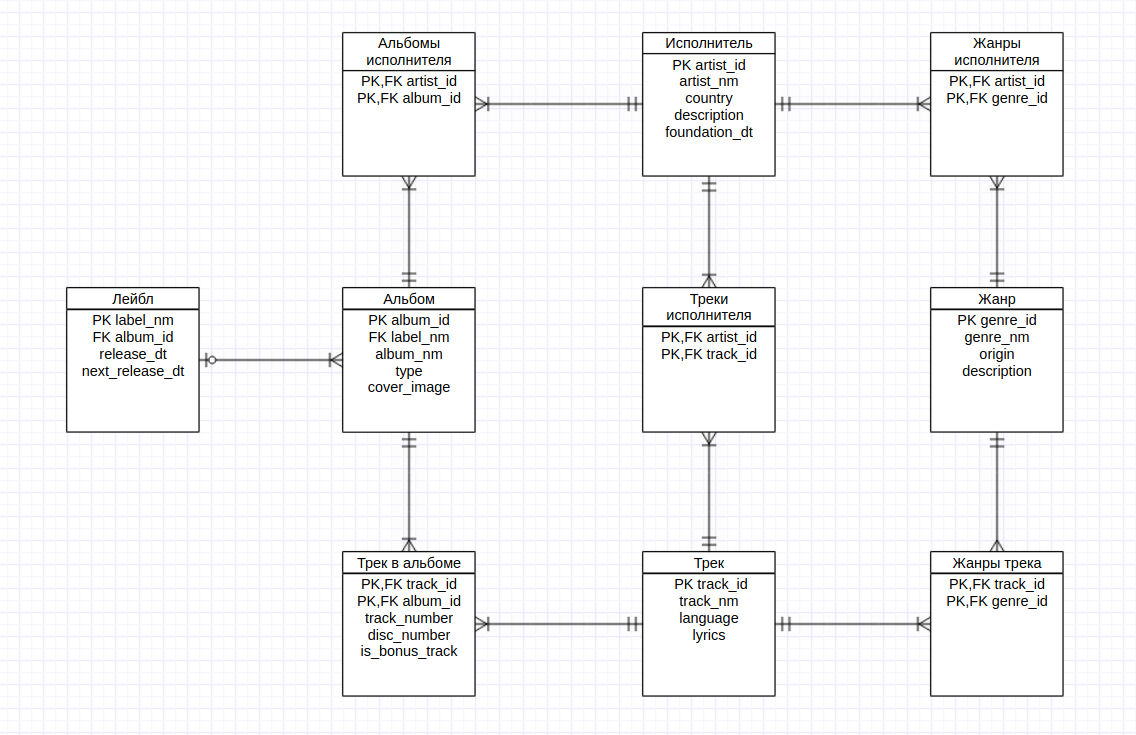 Альбомы
исполнителя
PK,FK artist_id
PK,FK album_id
Исполнитель
PK artist_id
artist_nm
country
description
foundation_dt
Жанры
исполнителя
PK,FK artist_id
PK,FK genre_id
Лейбл
PK label_nm
FK album_id
release_dt
next_release_dt
Альбом
PK album_id
FK label_nm
album_nm
type
cover_image
Треки
исполнителя
PK,FK artist_id
PK,FK track_id
Жанр
PK genre_id
genre_nm
origin
description
Трек в альбоме
PK,FK track_id
PK,FK album_id
track_number
disc_number
is_bonus_track
Трек
PK track_id
track_nm
language
lyrics
Жанры трека
PK,FK track_id
PK,FK genre_id